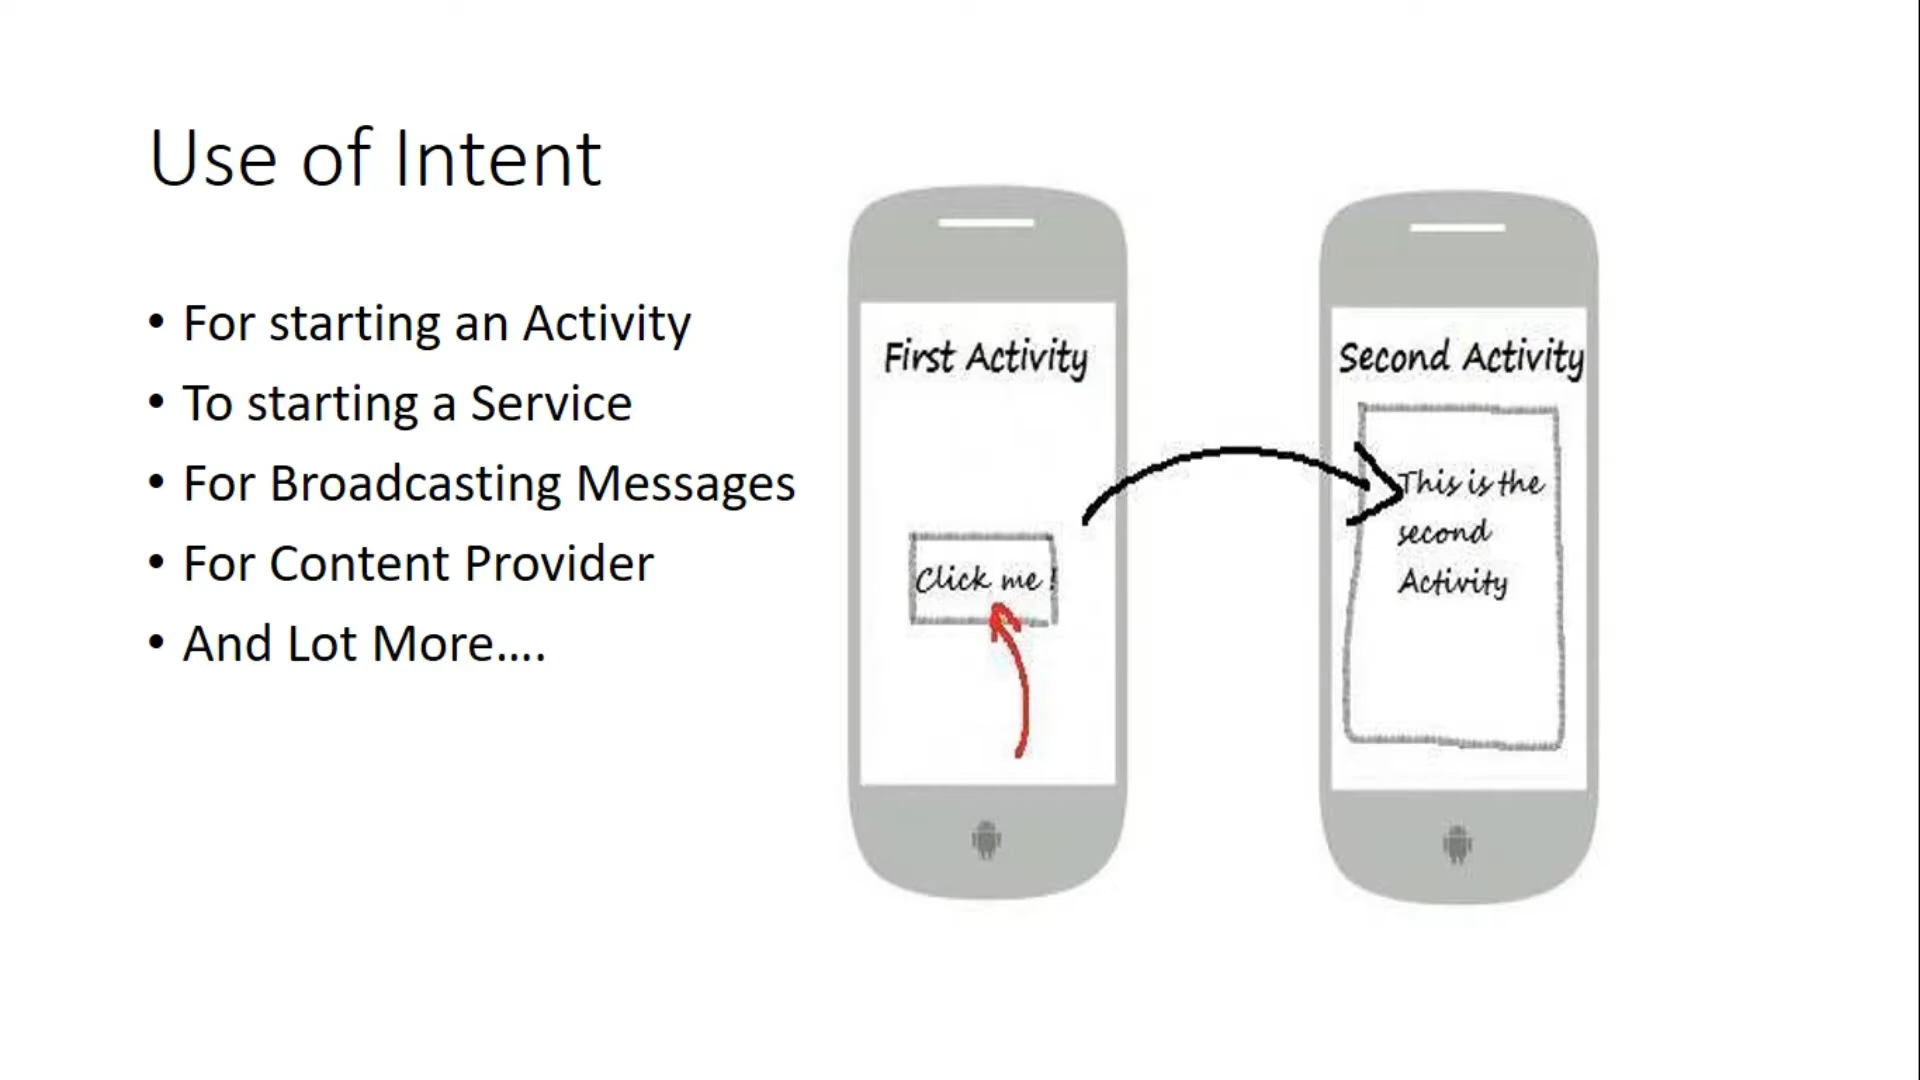 Use of Intent
• For starting an Activity
• To starting a Service
• For Broadcasting Messages
• For Content Provider
• And Lot More....
First Activity
Click me !
Second Activity
This is the
second
Activity